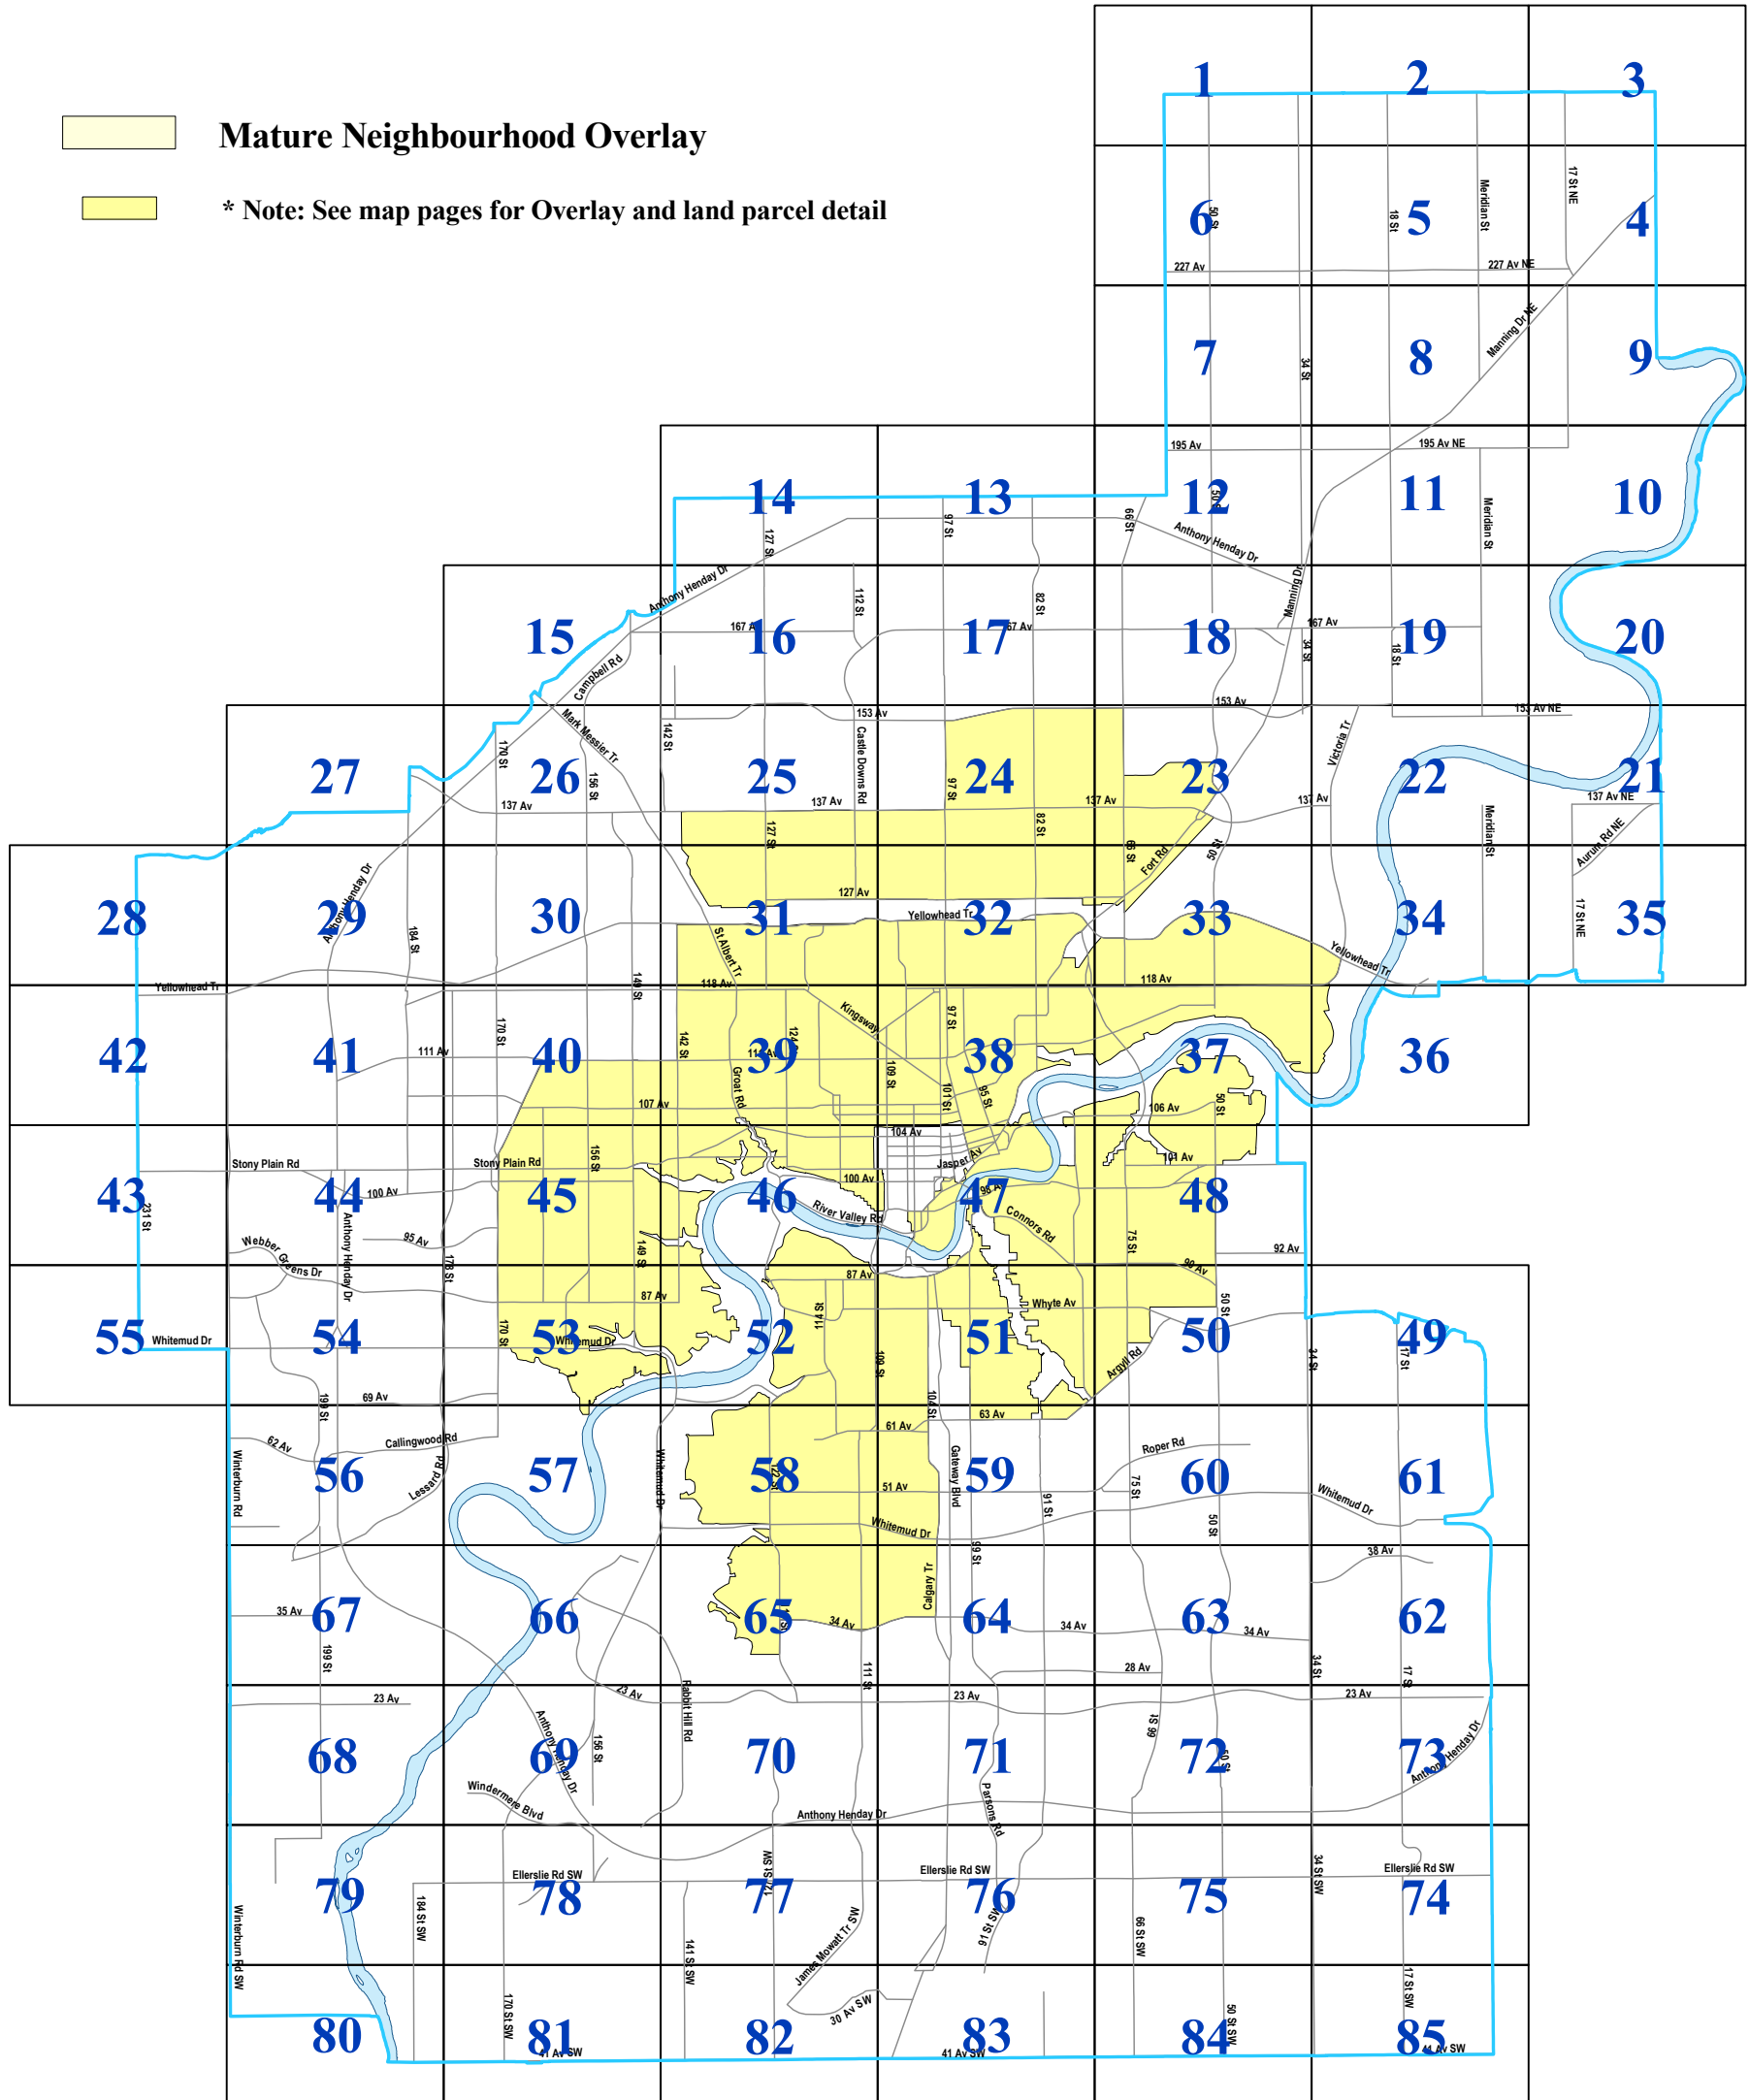 1
2
3
Mature Neighbourhood Overlay
* Note: See map pages for Overlay and land parcel detail
6
50 St
18 St
5
Meridian St
17 St NE
4
227 Av
227 Av NE
7
34 St
8
Manning Dr NE
9
195 Av
195 Av NE
14
127 St
13
97 St
66 St
12
11
Meridian St
10
Anthony Henday Dr
Anthony Henday Dr
Manning Dr
15
Campbell Rd
16
112 St
17
82 St
18
167 Av
34 St
18 St
19
20
153 Av
153 Av
153 Av NE
27
170 St
26
Mark Messier Tr
156 St
142 St
25
Castle Downs Rd
24
97 St
23
Victoria Tr
22
21
137 Av
137 Av
137 Av
137 Av
137 Av NE
127 St
82 St
66 St
Fort Rd
50 St
Meridian St
Aurum Rd NE
28
29
Anthony Henday Dr
184 St
30
31
St Albert Tr
127 Av
Yellowhead Tr
32
33
34
17 St NE
35
Yellowhead Tr
Yellowhead Tr
149 St
118 Av
118 Av
42
41
111 Av
170 St
40
142 St
39
Kingsway
109 St
97 St
38
37
36
Groat Rd
107 Av
101 St
95 St
106 Av
50 St
104 Av
Stony Plain Rd
Stony Plain Rd
156 St
Jasper Av
101 Av
43
231 St
44
100 Av
45
46
100 Av
47
48
River Valley Rd
Connors Rd
75 St
Webber Greens Dr
Anthony Henday Dr
95 Av
178 St
149 St
92 Av
90 Av
87 Av
87 Av
Whyte Av
50 St
55
Whitemud Dr
54
170 St
53
Whitemud Dr
52
114 St
109 St
51
Argyll Rd
50
34 St
49
17 St
199 St
69 Av
104 St
63 Av
61 Av
62 Av
Callingwood Rd
Winterburn Rd
56
Lessard Rd
57
Whitemud Dr
58
122 St
51 Av
Gateway Blvd
59
91 St
Roper Rd
75 St
60
50 St
61
Whitemud Dr
Whitemud Dr
99 St
38 Av
35 Av
67
199 St
66
65
34 Av
Calgary Tr
64
34 Av
63
34 Av
62
111 St
28 Av
34 St
17 St
23 Av
23 Av
Rabbit Hill Rd
23 Av
23 Av
68
69
Anthony Henday Dr
156 St
70
71
66 St
72
50 St
73
Anthony Henday Dr
Windermere Blvd
Anthony Henday Dr
Parsons Rd
79
184 St SW
Ellerslie Rd SW
78
77
Ellerslie Rd SW
76
91 St SW
75
66 St SW
34 St SW
Ellerslie Rd SW
74
Winterburn Rd SW
141 St SW
James Mowatt Tr SW
30 Av SW
17 St SW
80
170 St SW
81
41 Av SW
82
83
41 Av SW
84
50 St SW
85
41 Av SW